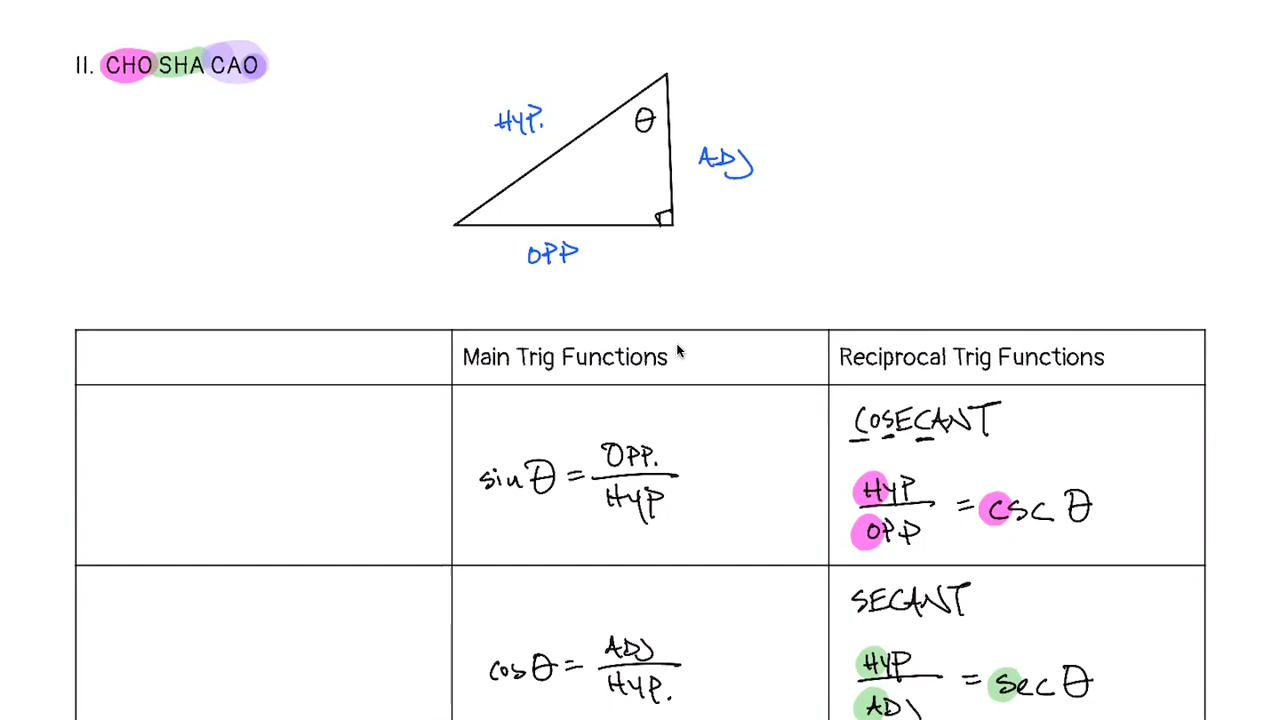 II. CHO SHA CAO
HYP.
θ
ADJ
OPP
Main Trig Functions
Reciprocal Trig Functions
sin θ = OPP. / HYP
COSECANT
HYP / OPP = csc θ
cos θ = ADJ / HYP.
SECANT
HYP / ADJ = sec θ